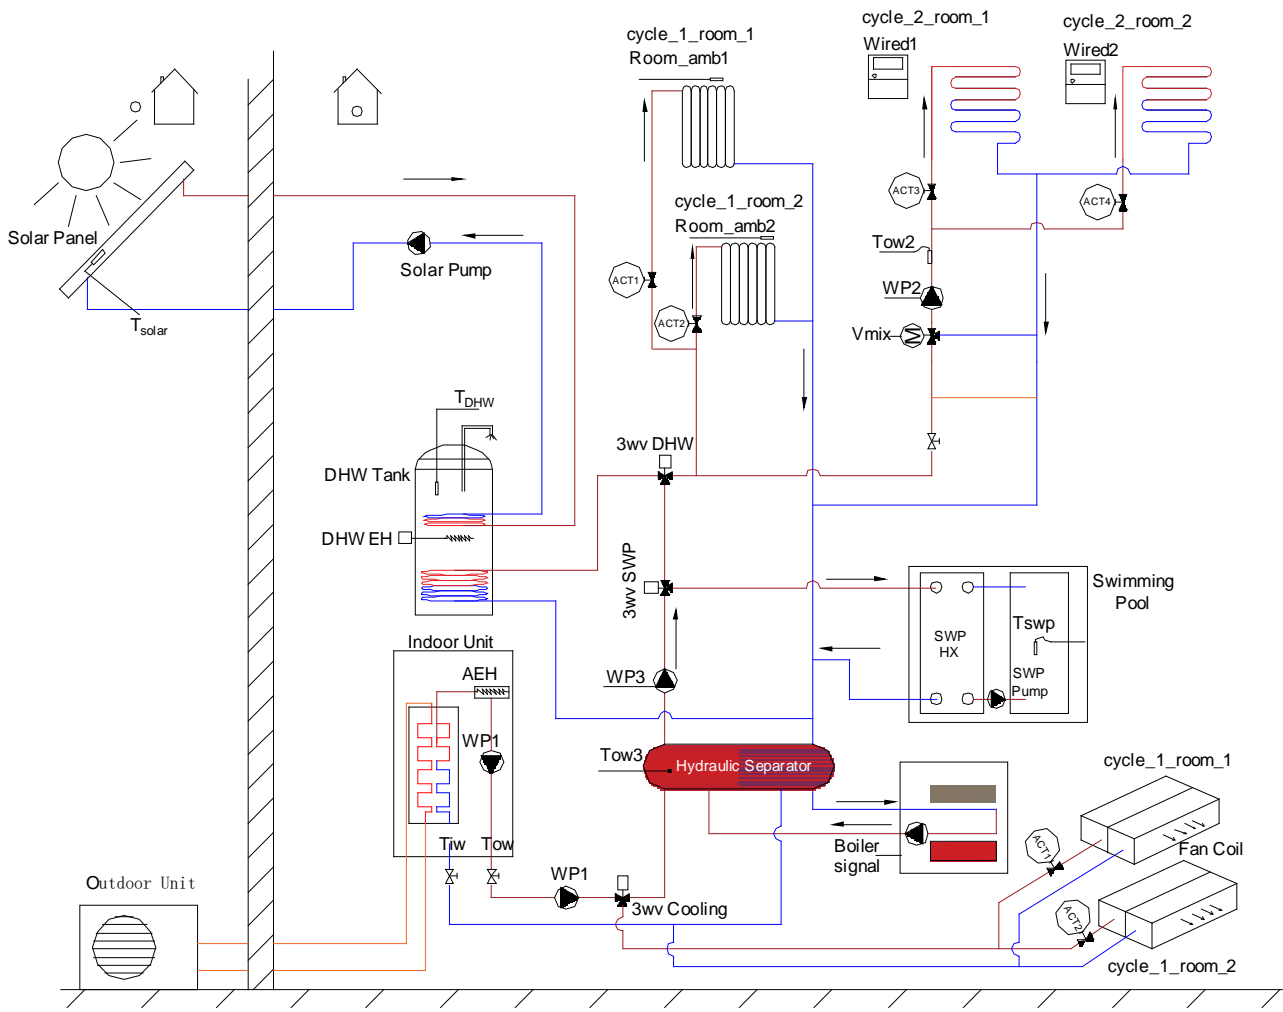 cycle_1_room_1
Room_amb1
cycle_2_room_1
Wired1
cycle_2_room_2
Wired2
Solar Panel
Tsolar
Solar Pump
cycle_1_room_2
Room_amb2
ACT1
ACT2
ACT3
ACT4
Tow2
WP2
Vmix
M
TDHW
DHW Tank
DHW EH
3wv DHW
3wv SWP
Swimming
Pool
SWP
HX
Tswp
SWP
Pump
Indoor Unit
AEH
WP1
Tiw
Tow
WP3
Tow3
Hydraulic Separator
Boiler
signal
WP1
3wv Cooling
cycle_1_room_1
ACT1
Fan Coil
ACT2
cycle_1_room_2
Outdoor Unit